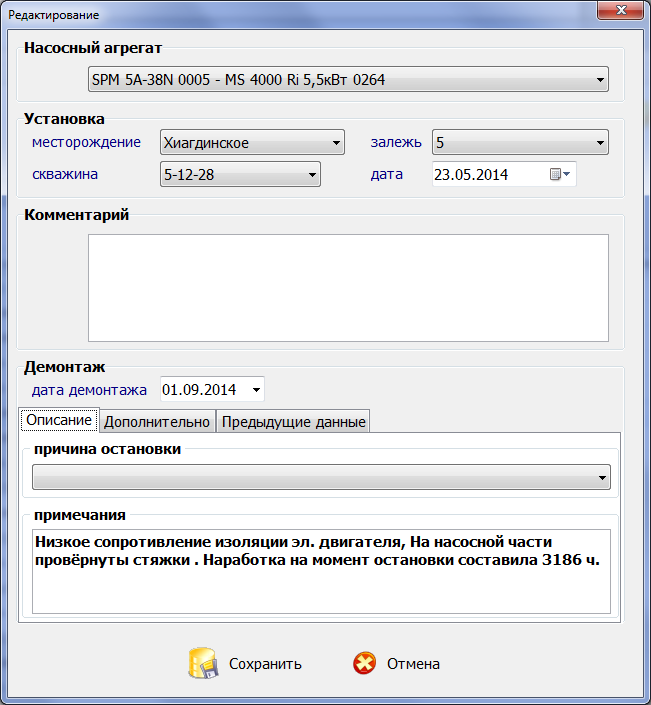 Редактирование
Насосный агрегат
SPM 5A-38N 0005 - MS 4000 Ri 5,5кВт 0264
Установка
месторождение Хиагдинское залежь 5
скважина 5-12-28 дата 23.05.2014
Комментарий
Демонтаж
дата демонтажа 01.09.2014
Описание Дополнительно Предыдущие данные
причина остановки
примечания
Низкое сопротивление изоляции эл. двигателя, На насосной части
провёрнуты стяжки . Наработка на момент остановки составила 3186 ч.
Сохранить Отмена